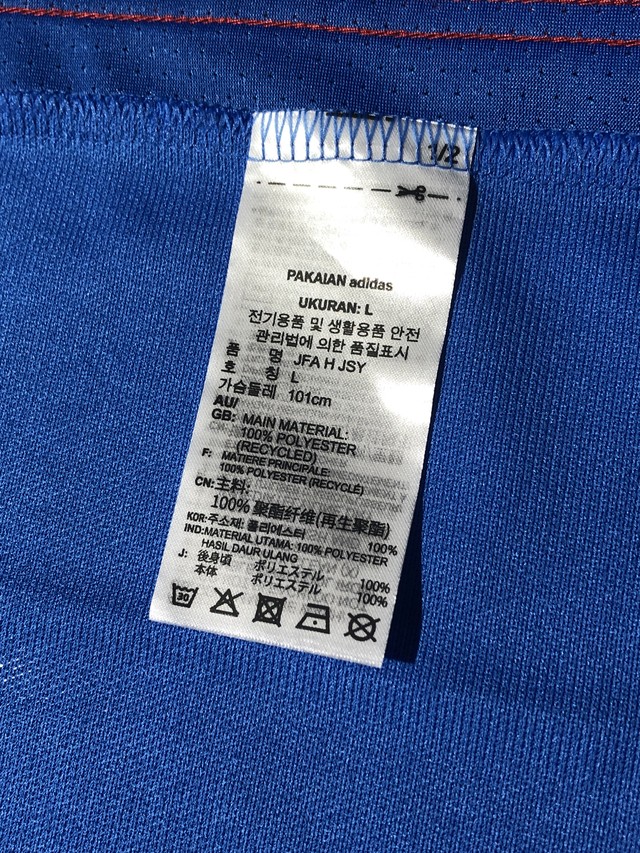 1/2
PAKAIAN adidas
UKURAN: L
전기용품 및 생활용품 안전
관리법에 의한 품질표시
품 명 JFA H JSY
호 칭 L
가슴둘레 101cm
AU/
GB: MAIN MATERIAL:
100% POLYESTER
(RECYCLED)
F: MATIERE PRINCIPALE:
100% POLYESTER (RECYCLÉ)
CN: 主料:
100% 聚酯纤维(再生聚酯)
KOR: 주소재: 폴리에스터 100%
IND: MATERIAL UTAMA: 100% POLYESTER
HASIL DAUR ULANG
J: 後身頃 ポリエステル 100%
本体 ポリエステル 100%
30